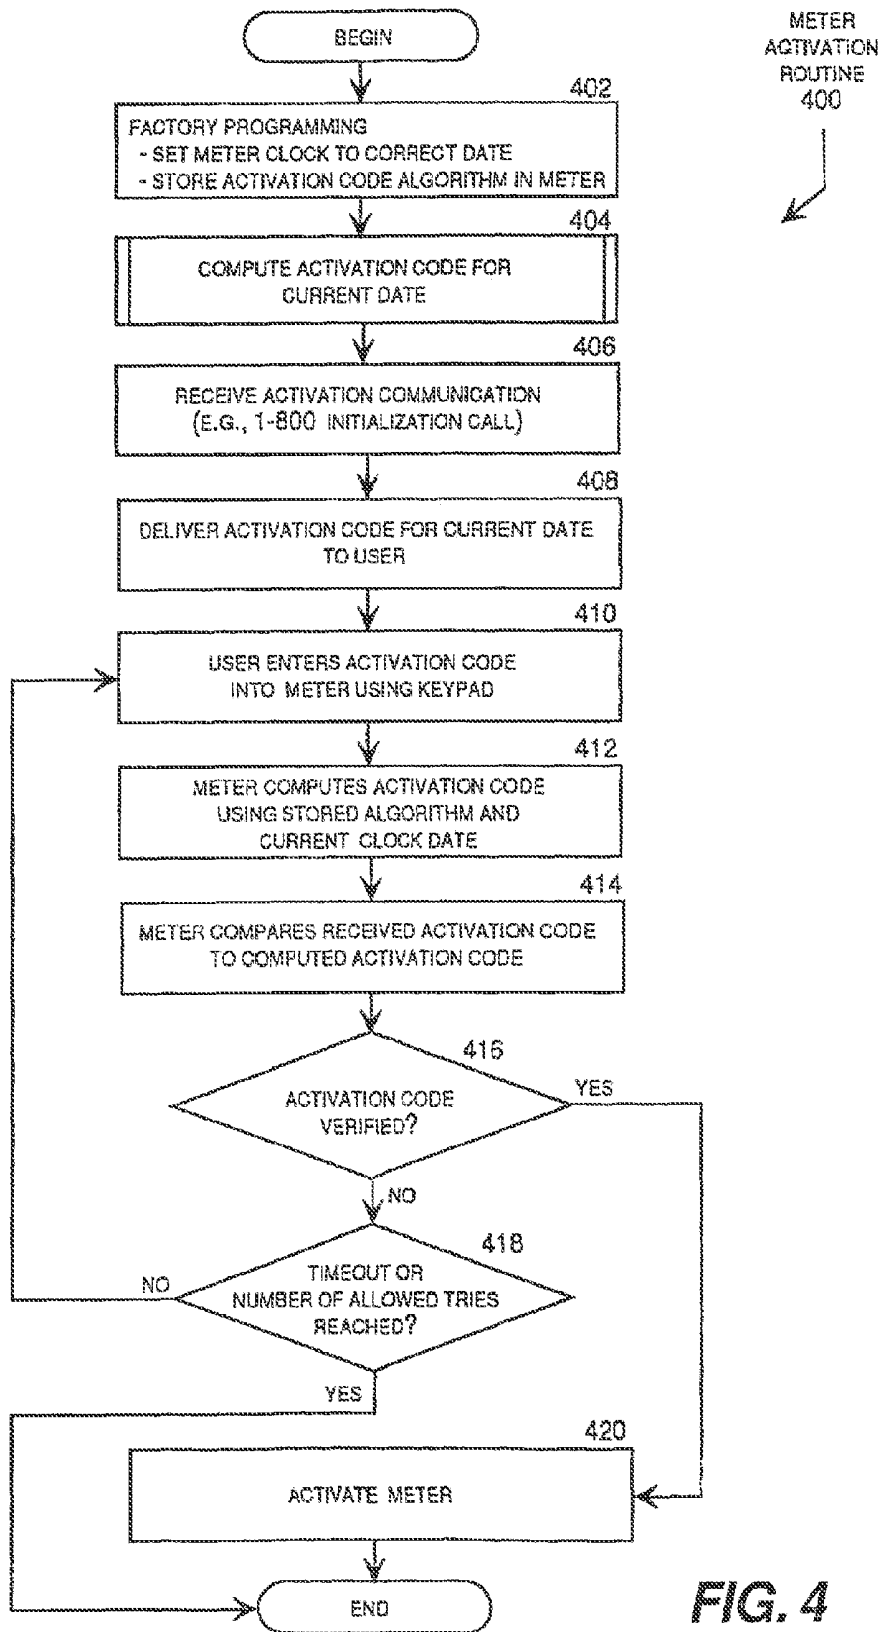 BEGIN
METER
ACTIVATION
ROUTINE
400
402
FACTORY PROGRAMMING
- SET METER CLOCK TO CORRECT DATE
- STORE ACTIVATION CODE ALGORITHM IN METER
404
COMPUTE ACTIVATION CODE FOR
CURRENT DATE
406
RECEIVE ACTIVATION COMMUNICATION
(E.G., 1-800 INITIALIZATION CALL)
408
DELIVER ACTIVATION CODE FOR CURRENT DATE
TO USER
410
USER ENTERS ACTIVATION CODE
INTO METER USING KEYPAD
412
METER COMPUTES ACTIVATION CODE
USING STORED ALGORITHM AND
CURRENT CLOCK DATE
414
METER COMPARES RECEIVED ACTIVATION CODE
TO COMPUTED ACTIVATION CODE
416
YES
ACTIVATION CODE
VERIFIED?
NO
418
NO
TIMEOUT OR
NUMBER OF ALLOWED TRIES
REACHED?
YES
420
ACTIVATE METER
END
FIG. 4